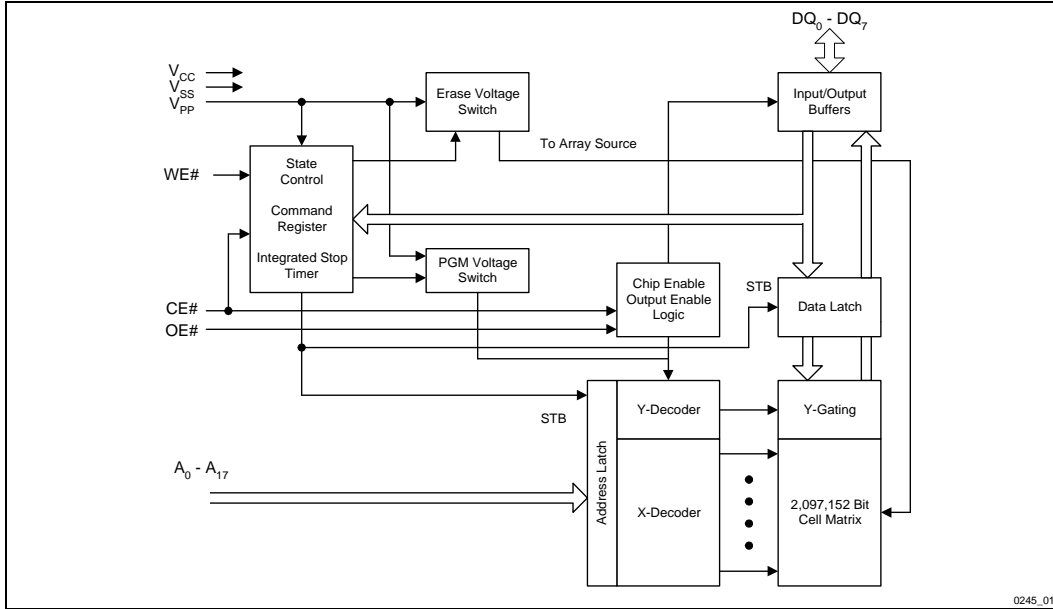 DQ0 - DQ7
VCC
VSS
VPP
Erase Voltage
Switch
Input/Output
Buffers
To Array Source
WE#
State
Control
Command
Register
Integrated Stop
Timer
PGM Voltage
Switch
Chip Enable
Output Enable
Logic
STB
Data Latch
CE#
OE#
STB
Address Latch
Y-Decoder
Y-Gating
A0 - A17
X-Decoder
2,097,152 Bit
Cell Matrix
0245_01